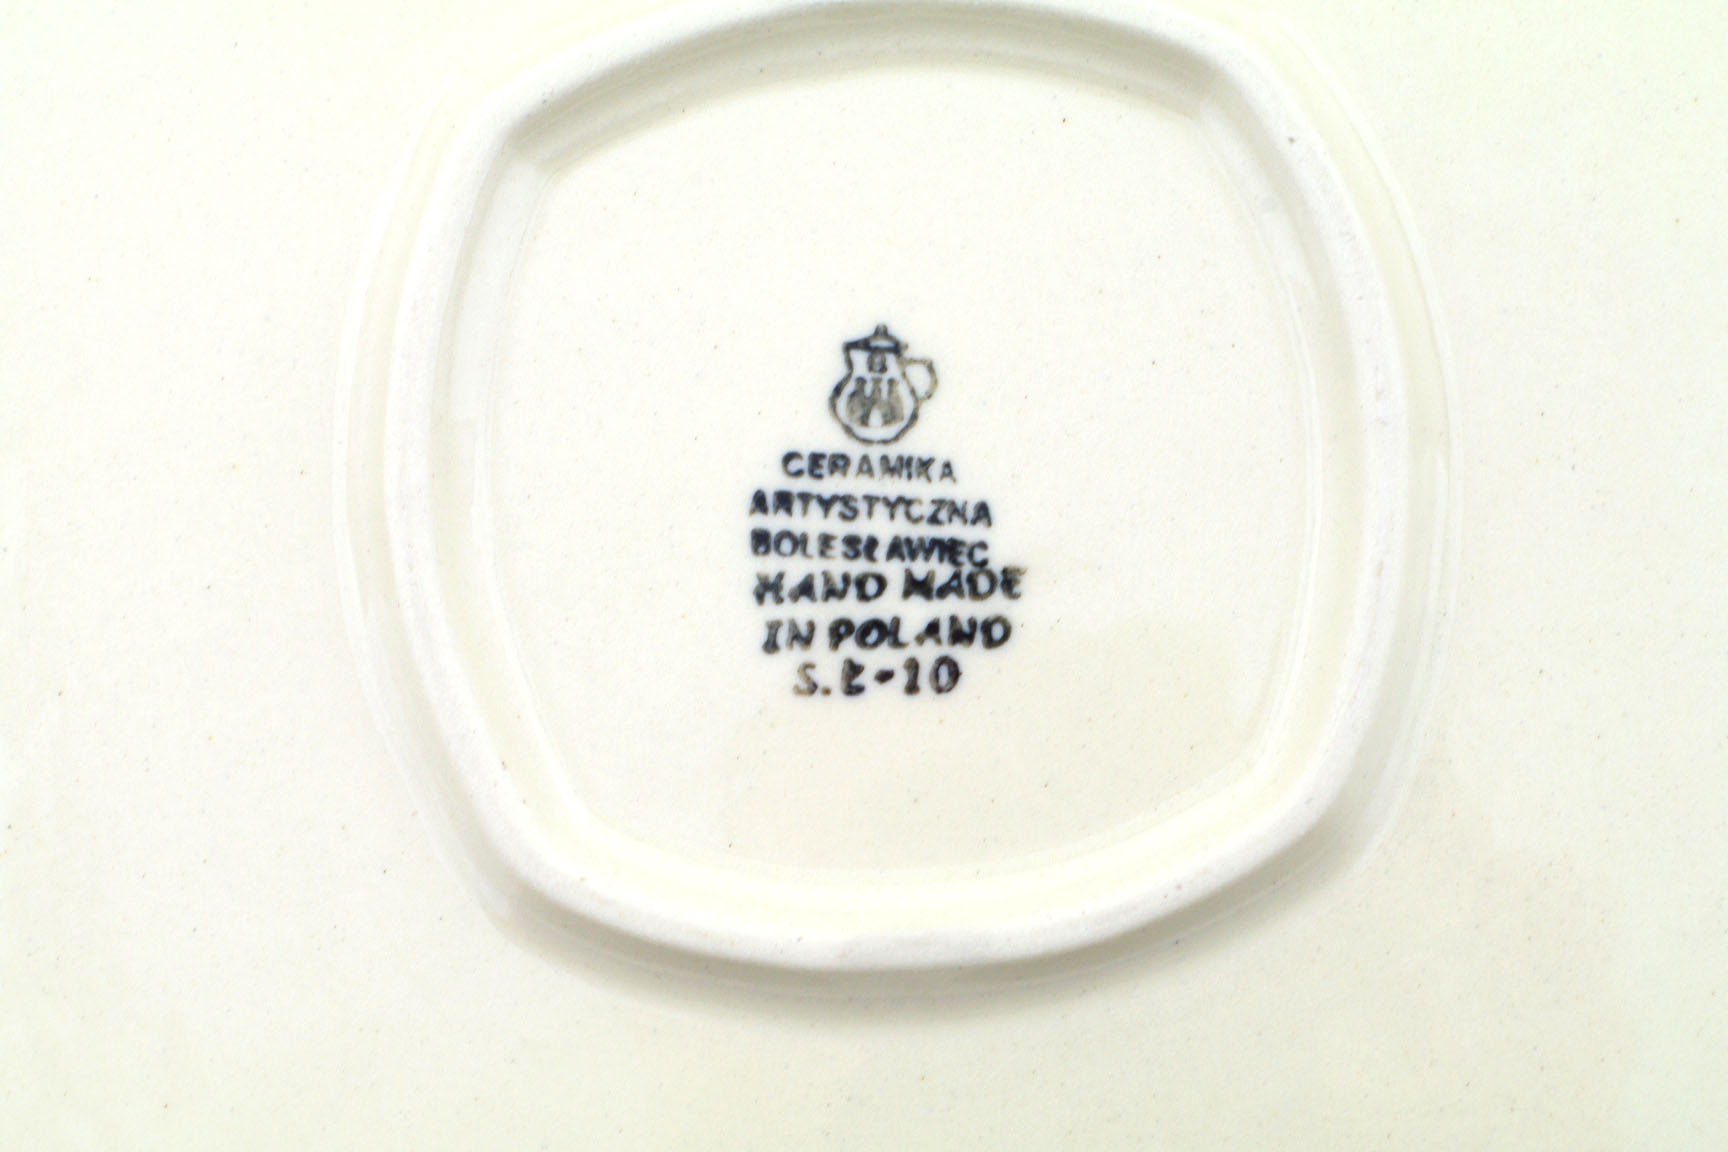 CERAMIKA
ARTYSTYCZNA
BOLESŁAWIEC
HAND MADE
IN POLAND
S.Ł-10